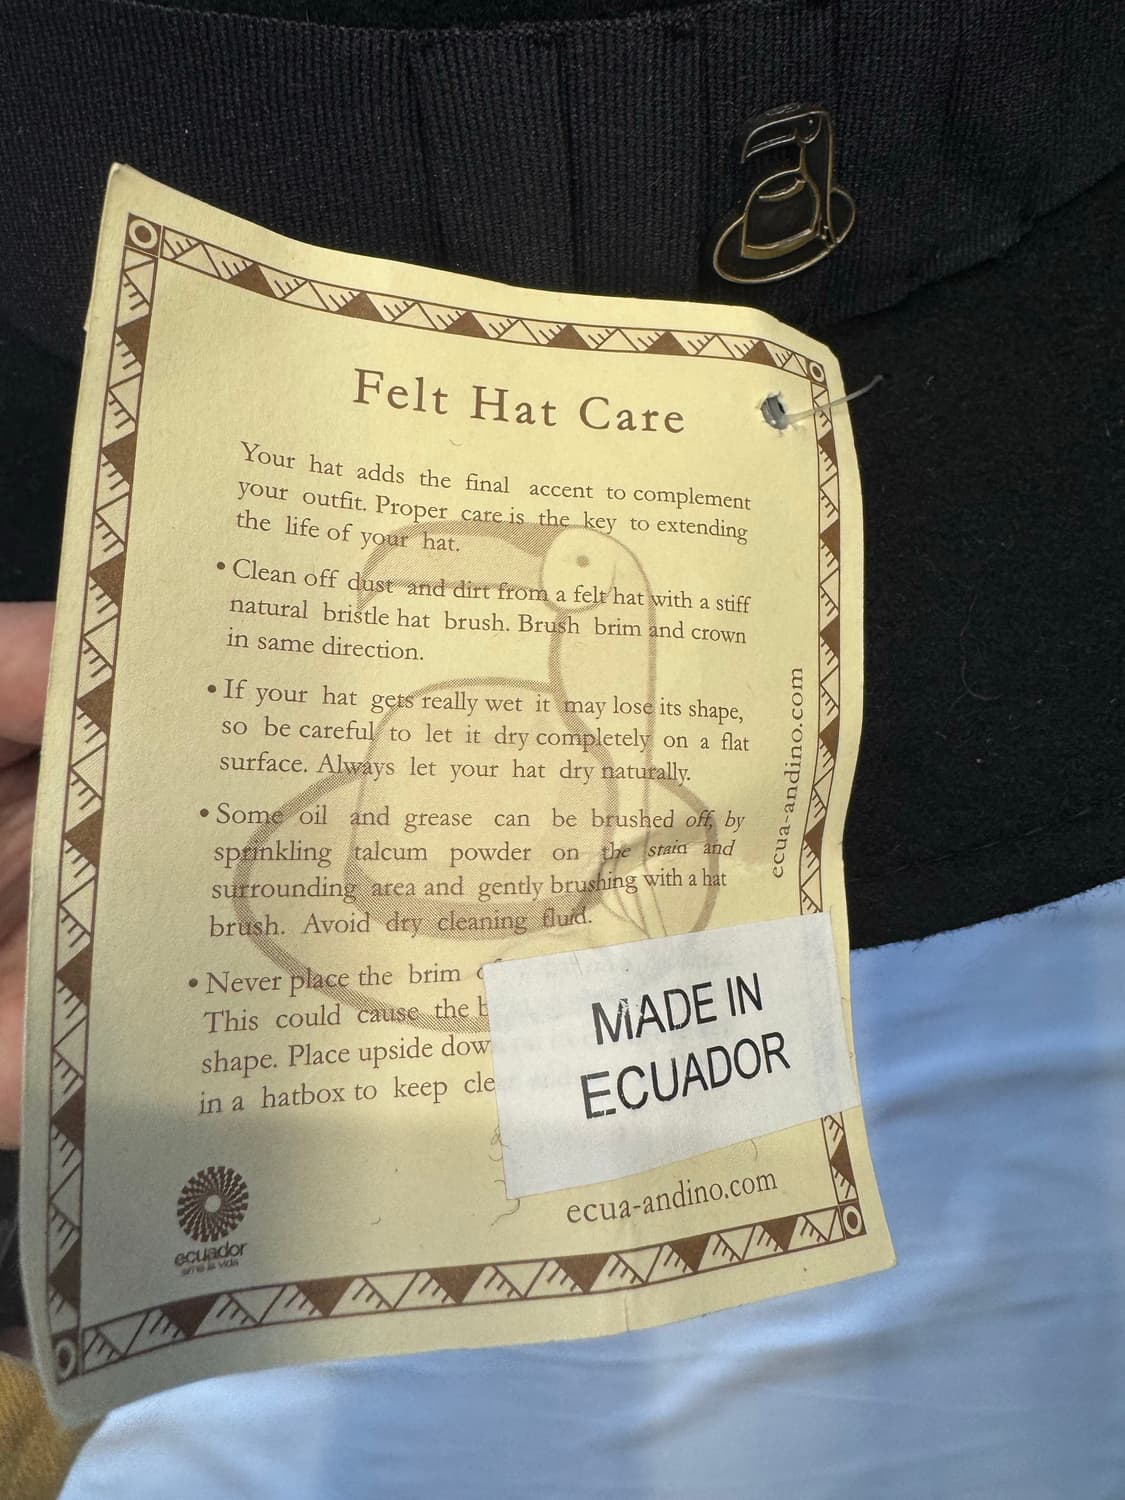 Felt Hat Care
Your hat adds the final accent to complement
your outfit. Proper care is the key to extending
the life of your hat.
• Clean off dust and dirt from a felt hat with a stiff
natural bristle hat brush. Brush brim and crown
in same direction.
• If your hat gets really wet it may lose its shape,
so be careful to let it dry completely on a flat
surface. Always let your hat dry naturally.
• Some oil and grease can be brushed off, by
sprinkling talcum powder on the stain and
surrounding area and gently brushing with a hat
brush. Avoid dry cleaning fluid.
• Never place the brim
This could cause the
shape. Place upside
in a hatbox to keep
MADE IN
ECUADOR
ecua-andino.com
ecua-andino.com
ecuador
ama la vida